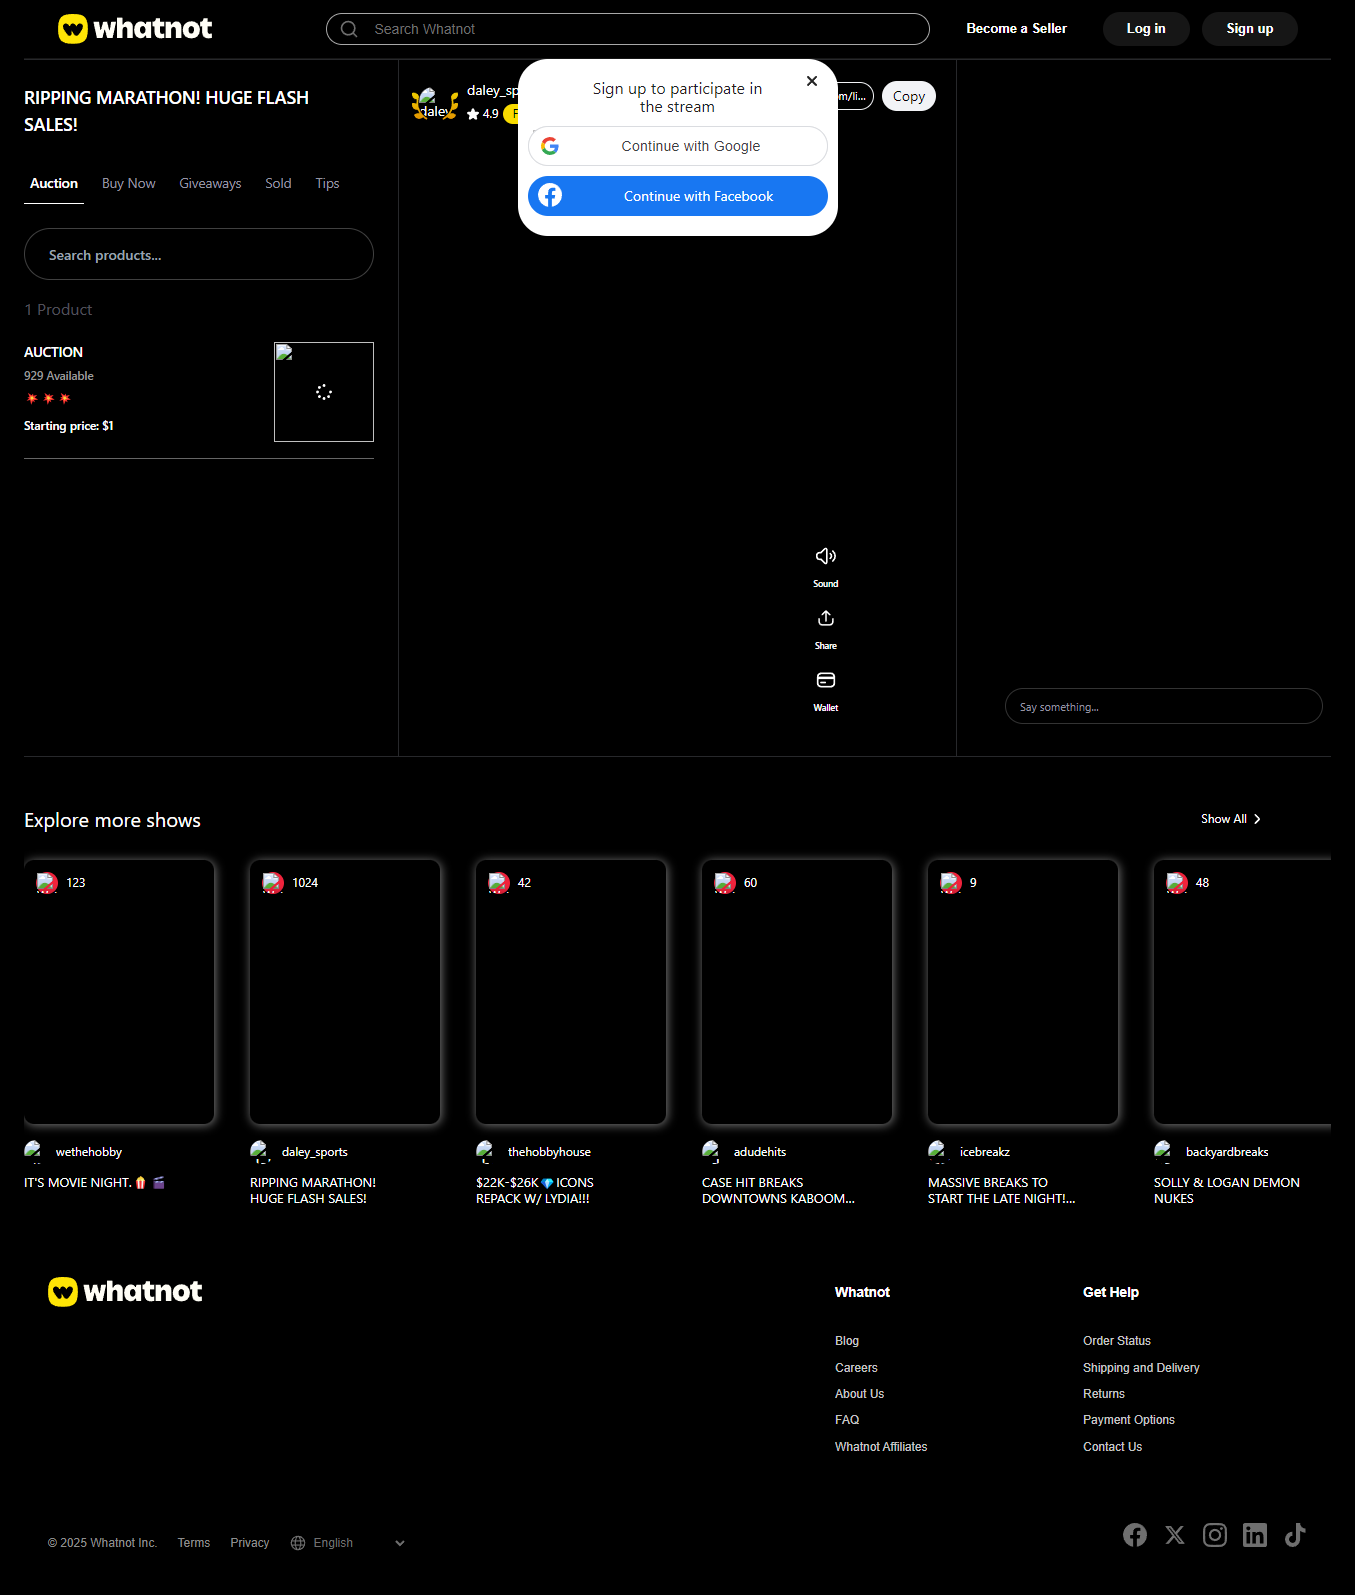 whatnot
Search Whatnot
Become a Seller
Log in
Sign up
RIPPING MARATHON! HUGE FLASH
SALES!
Auction
Buy Now
Giveaways
Sold
Tips
Search products...
1 Product
AUCTION
929 Available
💥💥💥
Starting price: $1
daley
daley_sp
4.9
F
Sign up to participate in
the stream
Continue with Google
Continue with Facebook
om/li...
Copy
Sound
Share
Wallet
Say something...
Explore more shows
Show All
123
1024
42
60
9
48
wethehobby
IT'S MOVIE NIGHT.🍿🎬
daley_sports
RIPPING MARATHON!
HUGE FLASH SALES!
thehobbyhouse
$22K-$26K💎ICONS
REPACK W/ LYDIA!!!
adudehits
CASE HIT BREAKS
DOWNTOWNS KABOOM...
icebreakz
MASSIVE BREAKS TO
START THE LATE NIGHT!...
backyardbreaks
SOLLY & LOGAN DEMON
NUKES
whatnot
Whatnot
Blog
Careers
About Us
FAQ
Whatnot Affiliates
Get Help
Order Status
Shipping and Delivery
Returns
Payment Options
Contact Us
© 2025 Whatnot Inc.
Terms
Privacy
English